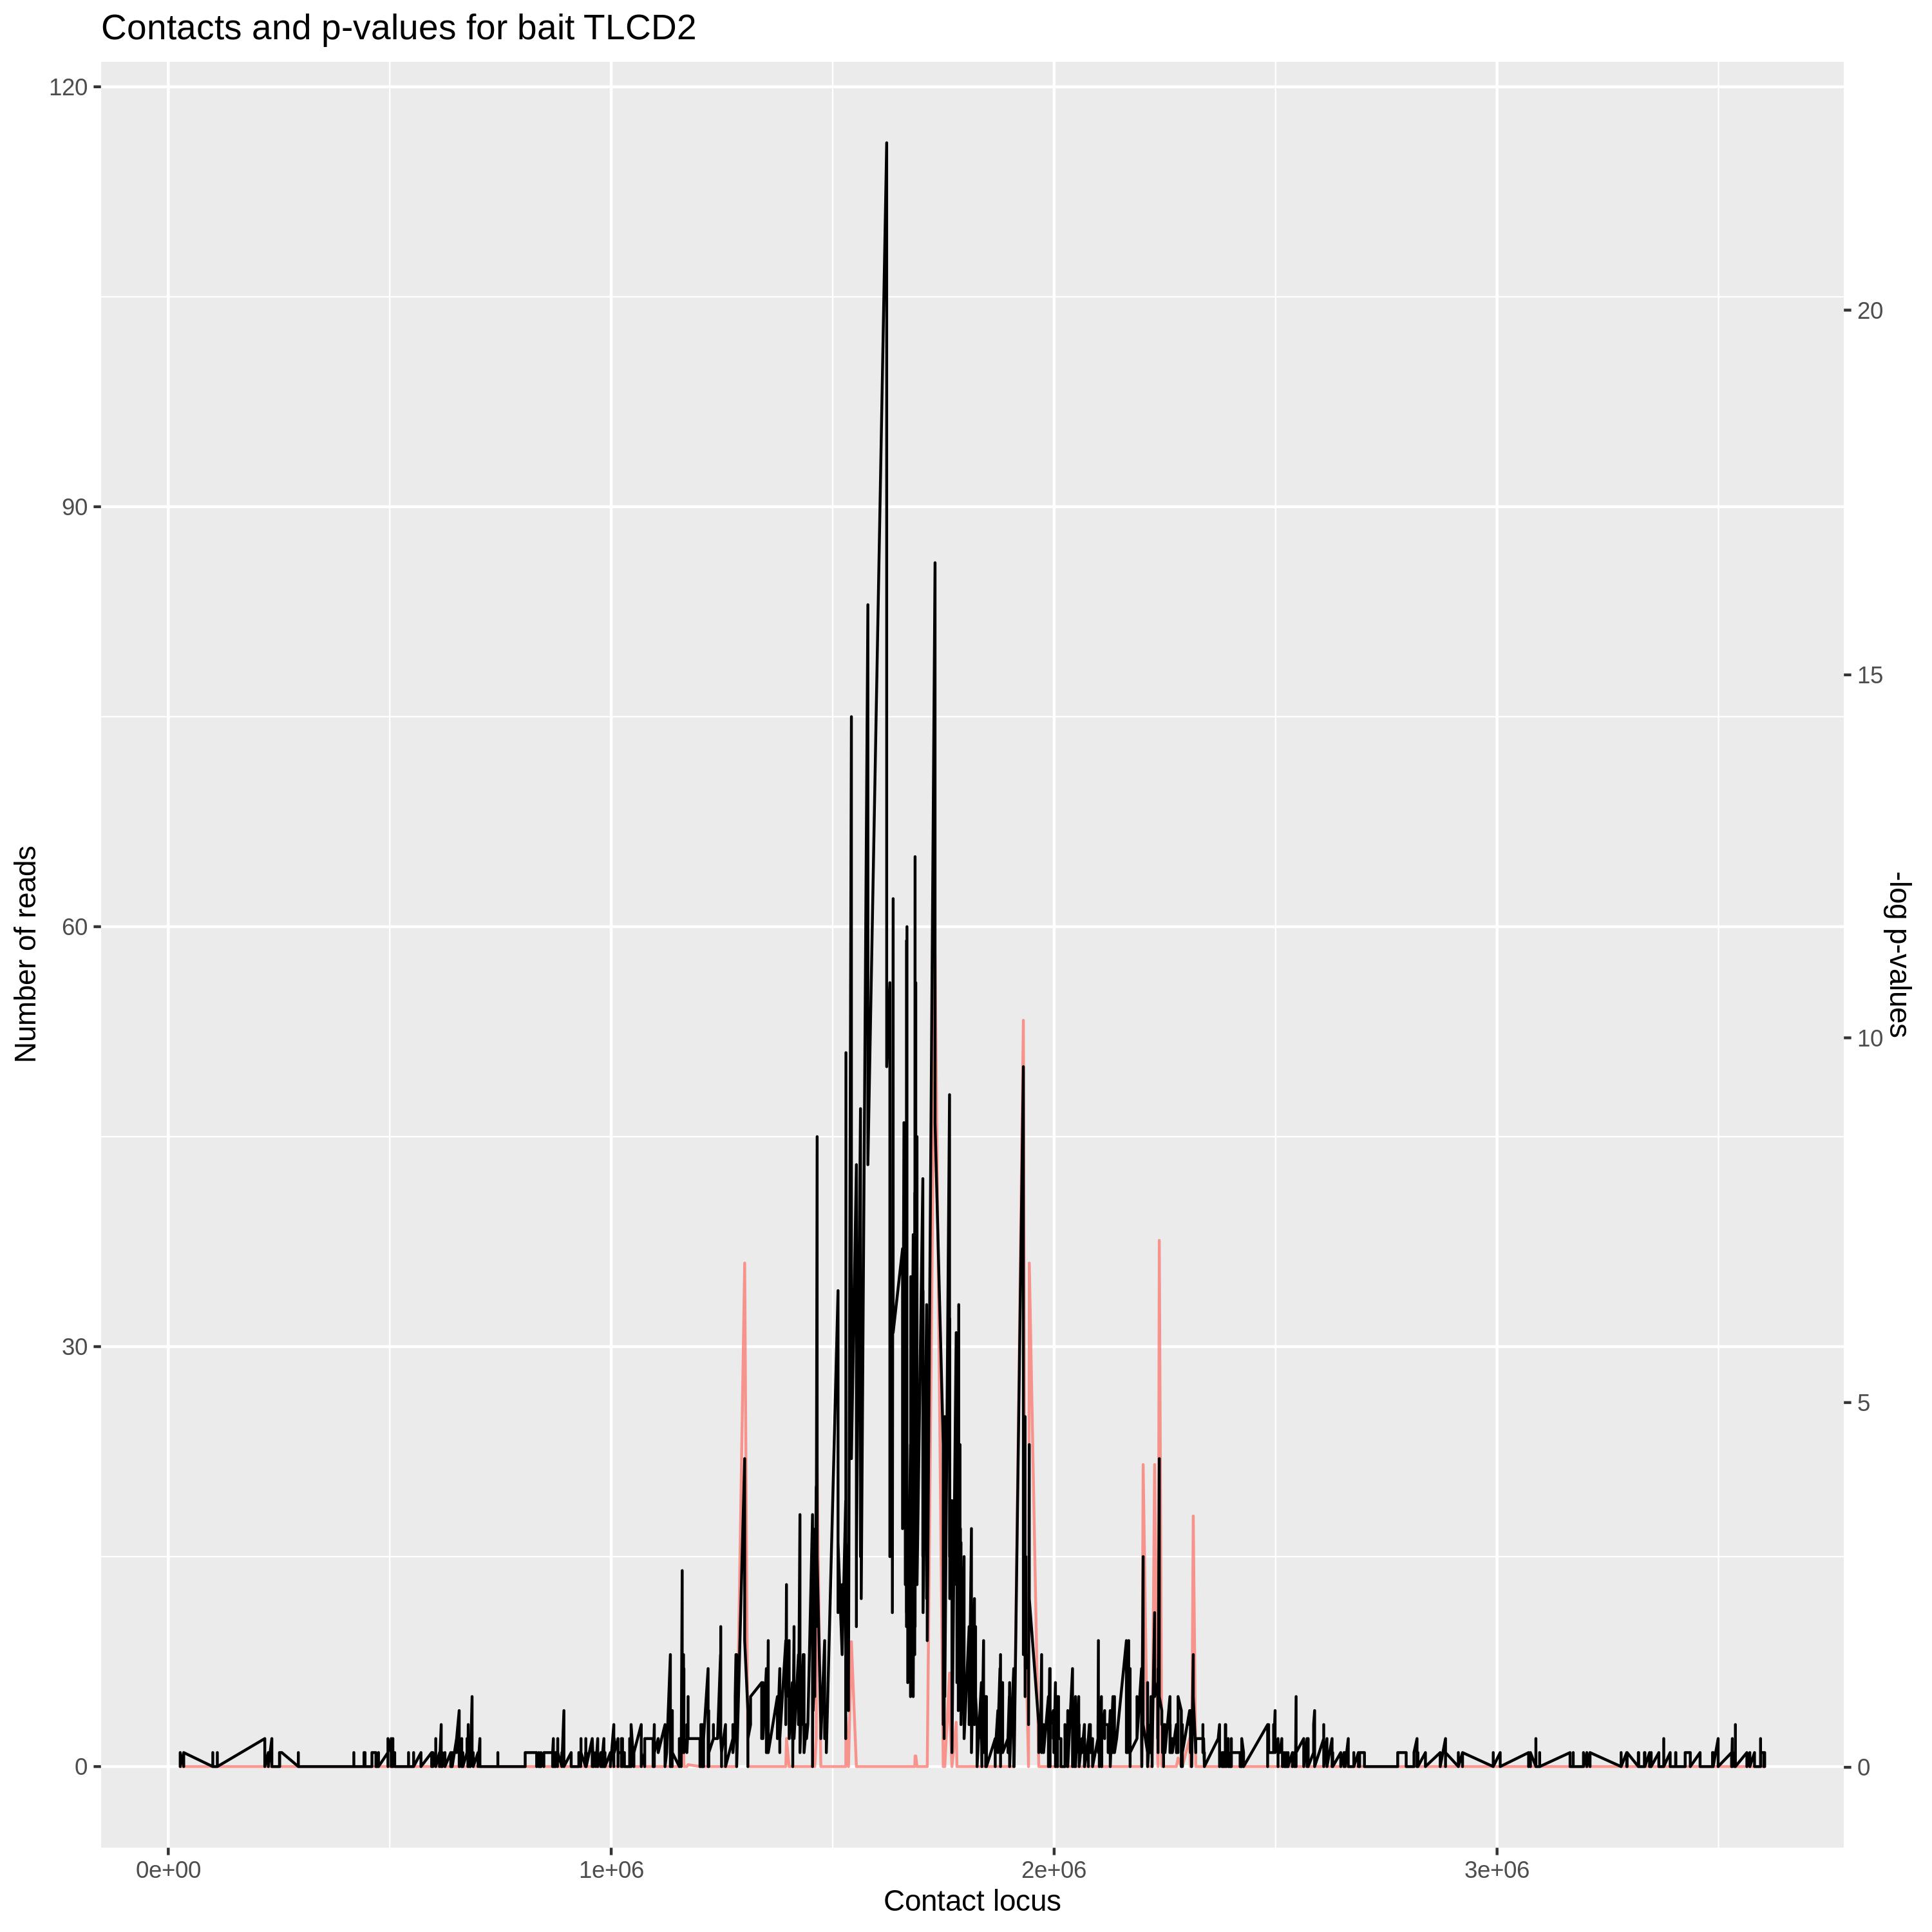 Contacts and p-values for bait TLCD2
120
90
60
30
0
Number of reads
20
15
10
5
0
-log p-values
0e+00
1e+06
2e+06
3e+06
Contact locus